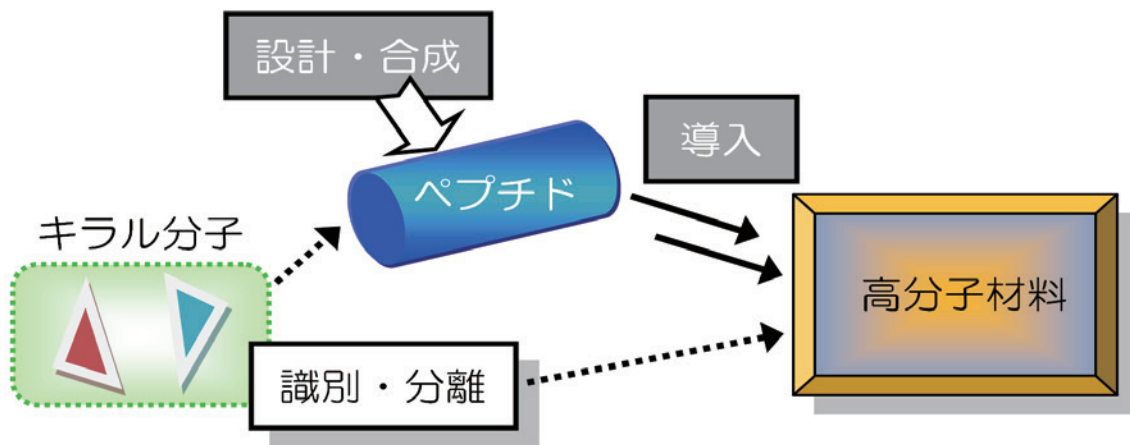 設計・合成
導入
ペプチド
キラル分子
高分子材料
識別・分離